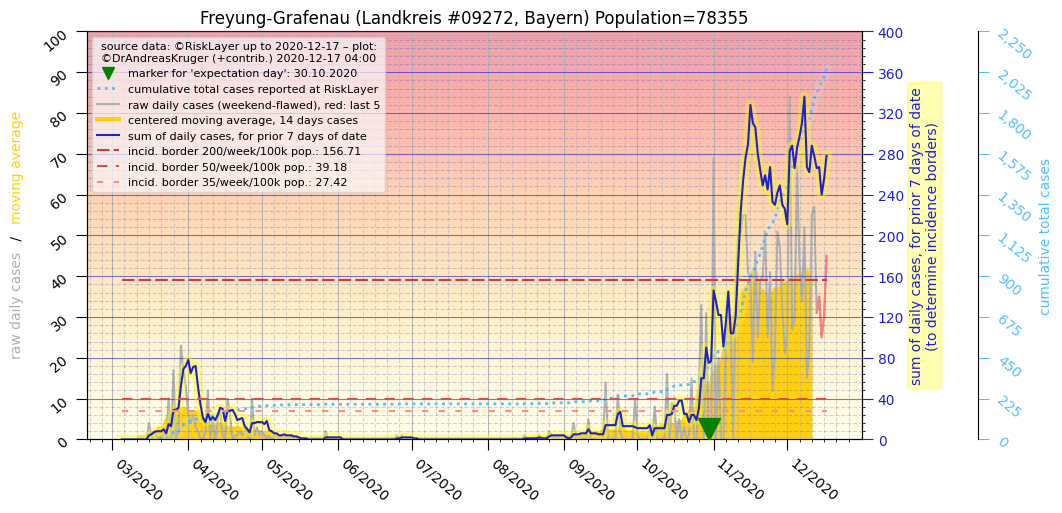 Freyung-Grafenau (Landkreis #09272, Bayern) Population=78355
source data: ©RiskLayer up to 2020-12-17 – plot:
©DrAndreasKruger (+contrib.) 2020-12-17 04:00
marker for 'expectation day': 30.10.2020
cumulative total cases reported at RiskLayer
raw daily cases (weekend-flawed), red: last 5
centered moving average, 14 days cases
sum of daily cases, for prior 7 days of date
incid. border 200/week/100k pop.: 156.71
incid. border 50/week/100k pop.: 39.18
incid. border 35/week/100k pop.: 27.42
raw daily cases / moving average
100
90
80
70
60
50
40
30
20
10
0
03/2020
04/2020
05/2020
06/2020
07/2020
08/2020
09/2020
10/2020
11/2020
12/2020
400
360
320
280
240
200
160
120
80
40
0
sum of daily cases, for prior 7 days of date
(to determine incidence borders)
2,250
2,025
1,800
1,575
1,350
1,125
900
675
450
225
0
cumulative total cases